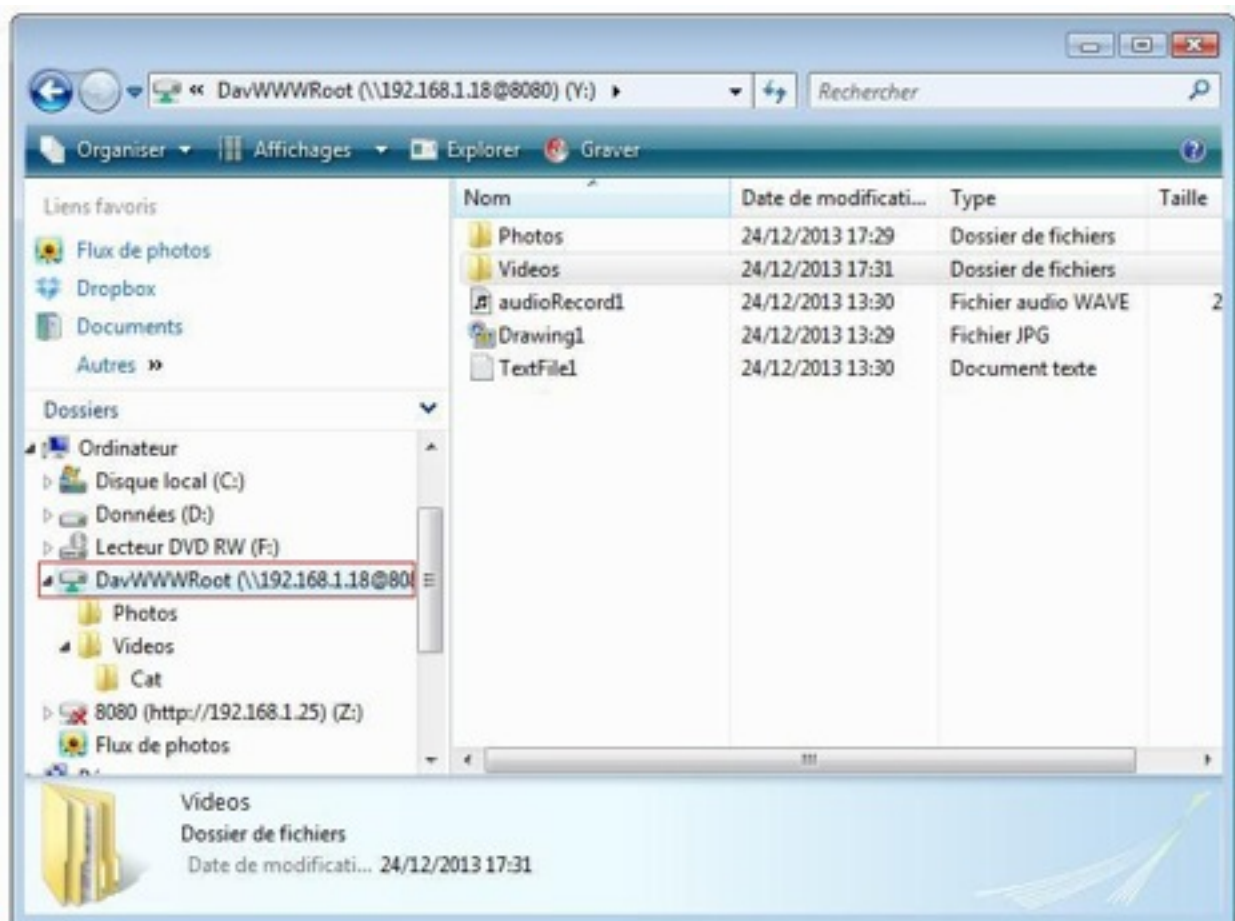 « DavWWWRoot (\\192.168.1.18@8080) (Y:) Rechercher
Organiser Affichages Explorer Graver
Liens favoris
Flux de photos
Dropbox
Documents
Autres »
Dossiers
Ordinateur
Disque local (C:)
Données (D:)
Lecteur DVD RW (F:)
DavWWWRoot (\\192.168.1.18@80
Photos
Videos
Cat
8080 (http://192.168.1.25) (Z:)
Flux de photos
Nom Date de modificati... Type Taille
Photos 24/12/2013 17:29 Dossier de fichiers
Videos 24/12/2013 17:31 Dossier de fichiers
audioRecord1 24/12/2013 13:30 Fichier audio WAVE 2
Drawing1 24/12/2013 13:29 Fichier JPG
TextFile1 24/12/2013 13:30 Document texte
Videos
Dossier de fichiers
Date de modificati... 24/12/2013 17:31